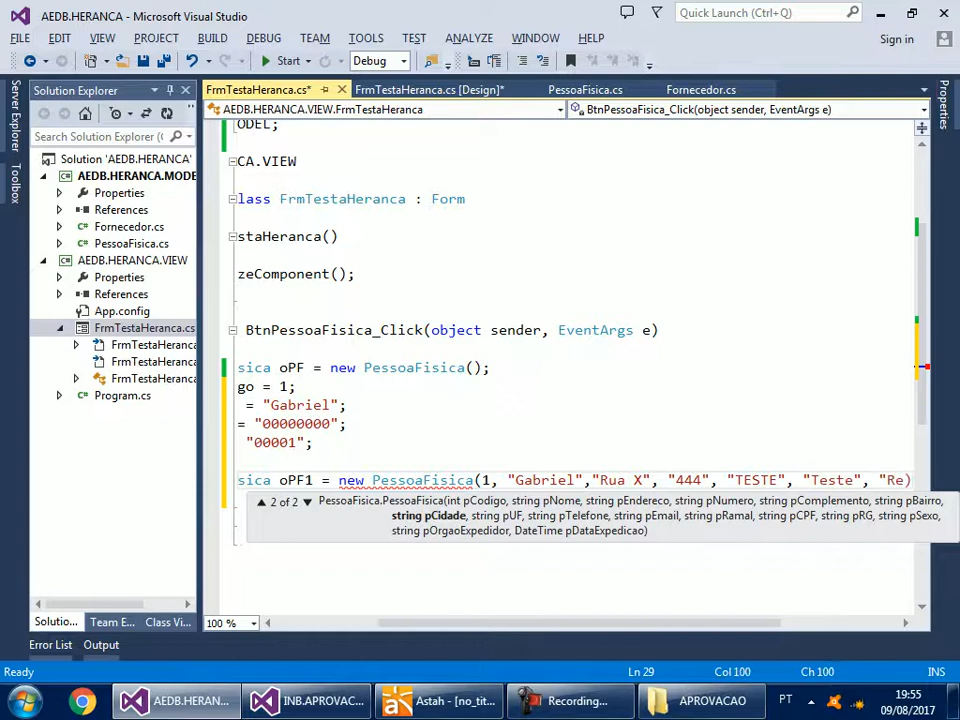 AEDB.HERANCA - Microsoft Visual Studio
Quick Launch (Ctrl+Q)
FILE EDIT VIEW PROJECT BUILD DEBUG TEAM TOOLS TEST ANALYZE WINDOW HELP
Sign in
Start Debug
Server Explorer
Toolbox
Properties
Solution Explorer
Search Solution Explorer
Solution 'AEDB.HERANCA'
AEDB.HERANCA.MODE
Properties
References
Fornecedor.cs
PessoaFisica.cs
AEDB.HERANCA.VIEW
Properties
References
App.config
FrmTestaHeranca.cs
FrmTestaHeranca
FrmTestaHeranca
FrmTestaHeranca
Program.cs
Solutio... Team E... Class Vi...
FrmTestaHeranca.cs* FrmTestaHeranca.cs [Design]* PessoaFisica.cs Fornecedor.cs
AEDB.HERANCA.VIEW.FrmTestaHeranca BtnPessoaFisica_Click(object sender, EventArgs e)
ODEL;
CA.VIEW
lass FrmTestaHeranca : Form
staHeranca()
zeComponent();
BtnPessoaFisica_Click(object sender, EventArgs e)
sica oPF = new PessoaFisica();
go = 1;
= "Gabriel";
= "00000000";
"00001";
sica oPF1 = new PessoaFisica(1, "Gabriel","Rua X", "444", "TESTE", "Teste", "Re)
2 of 2 PessoaFisica.PessoaFisica(int pCodigo, string pNome, string pEndereco, string pNumero, string pComplemento, string pBairro,
string pCidade, string pUF, string pTelefone, string pEmail, string pRamal, string pCPF, string pRG, string pSexo,
string pOrgaoExpedidor, DateTime pDataExpedicao)
100 %
Error List Output
Ready Ln 29 Col 100 Ch 100 INS
AEDB.HERAN... INB.APROVAC... Astah - [no_tit... Recording... APROVACAO PT 19:55
09/08/2017